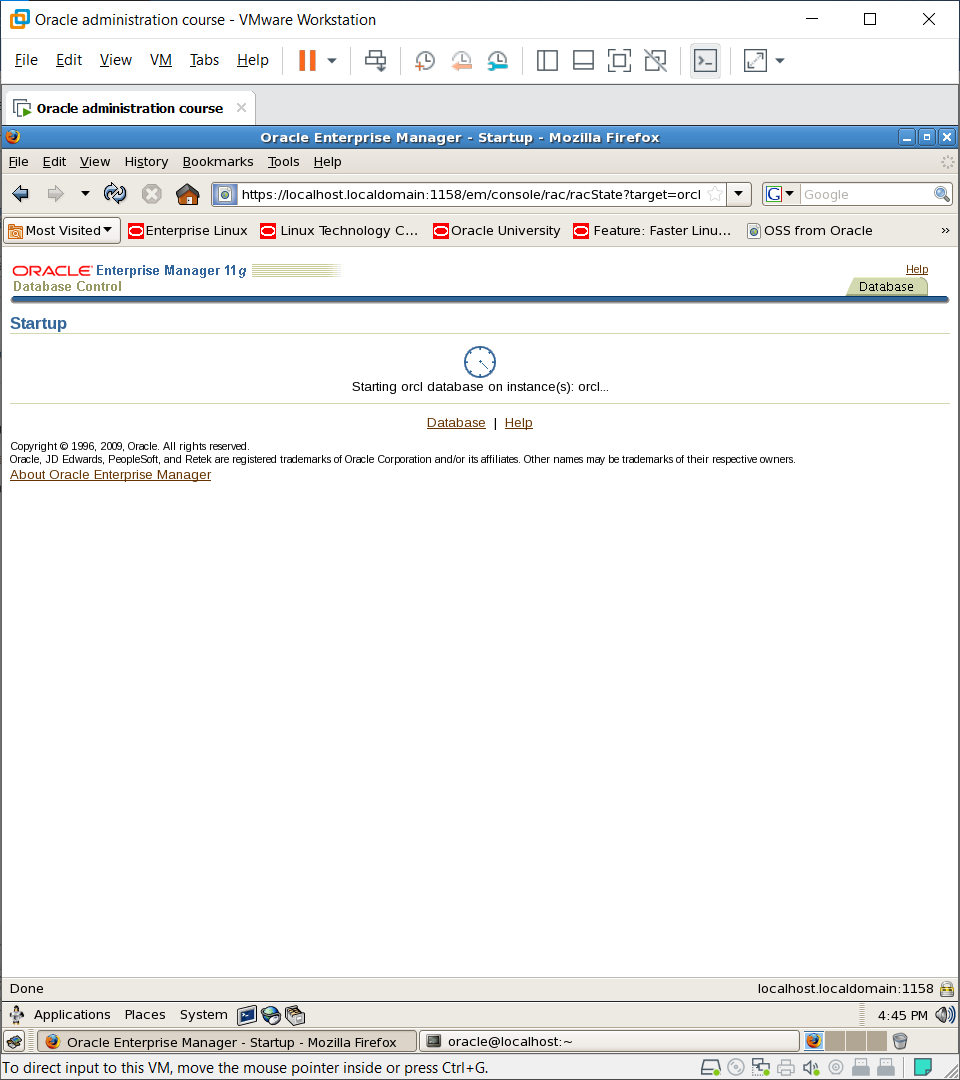 Oracle administration course - VMware Workstation
File Edit View VM Tabs Help
Oracle administration course
Oracle Enterprise Manager - Startup - Mozilla Firefox
File Edit View History Bookmarks Tools Help
https://localhost.localdomain:1158/em/console/rac/racState?target=orcl
G Google
Most Visited Enterprise Linux Linux Technology C... Oracle University Feature: Faster Linu... OSS from Oracle »
ORACLE Enterprise Manager 11g
Database Control
Help
Database
Startup
Starting orcl database on instance(s): orcl...
Database | Help
Copyright © 1996, 2009, Oracle. All rights reserved.
Oracle, JD Edwards, PeopleSoft, and Retek are registered trademarks of Oracle Corporation and/or its affiliates. Other names may be trademarks of their respective owners.
About Oracle Enterprise Manager
Done localhost.localdomain:1158
Applications Places System 4:45 PM
Oracle Enterprise Manager - Startup - Mozilla Firefox oracle@localhost:~
To direct input to this VM, move the mouse pointer inside or press Ctrl+G.